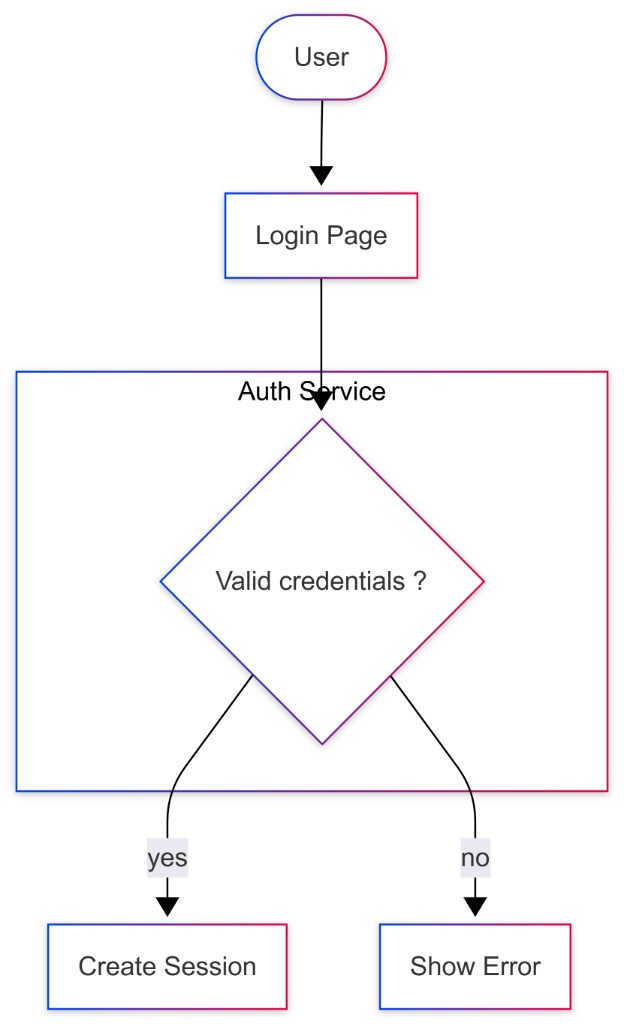 User
Login Page
Auth Service
Valid credentials ?
yes
no
Create Session
Show Error